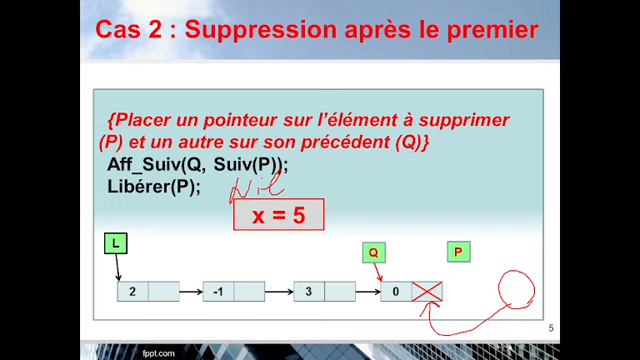 Cas 2 : Suppression après le premier
{Placer un pointeur sur l'élément à supprimer
(P) et un autre sur son précédent (Q)}
Aff_Suiv(Q, Suiv(P));
Libérer(P);
Nil
x = 5
L
Q
P
2
-1
3
0
5
fppt.com